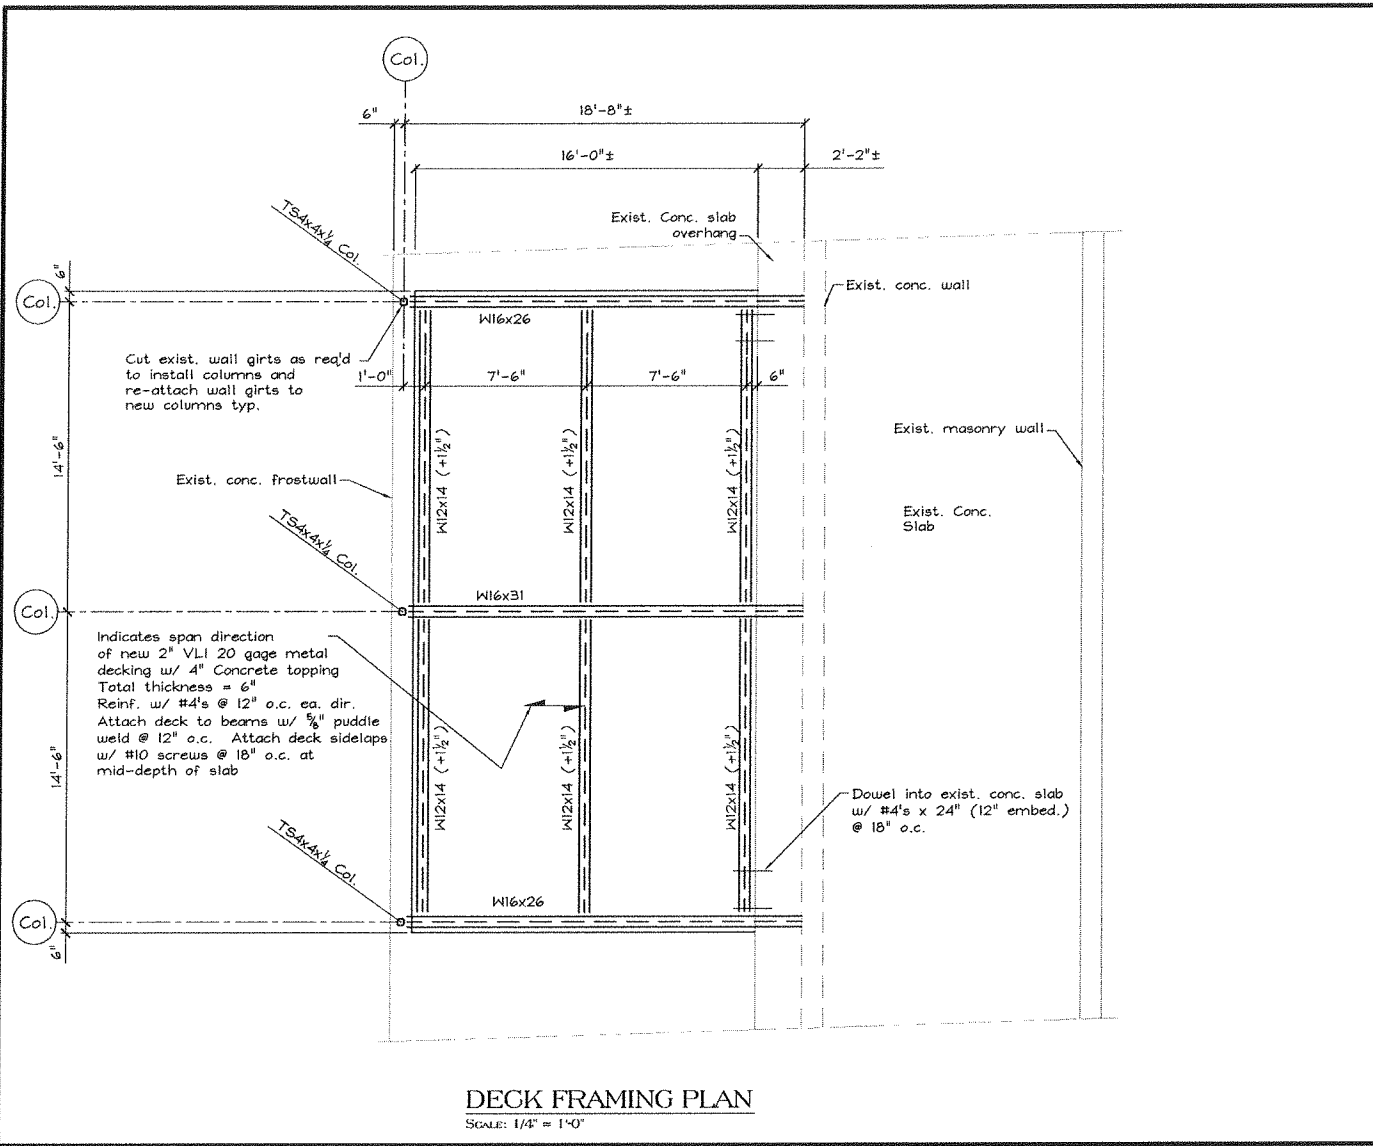 Col.
6"
18'-8"±
16'-0"±
2'-2"±
TS4x4x¼ Col.
Exist. Conc. slab
overhang
6"
Col.
Exist. conc. wall
W16x26
Cut exist. wall girts as req'd
to install columns and
re-attach wall girts to
new columns typ.
1'-0"
7'-6"
7'-6"
6"
14'-6"
W12x14 (+1½")
W12x14 (+1½")
W12x14 (+1½")
Exist. masonry wall
Exist. conc. frostwall
Exist. Conc.
Slab
TS4x4x¼ Col.
W16x31
Col.
Indicates span direction
of new 2" VLI 20 gage metal
decking w/ 4" Concrete topping
Total thickness = 6"
Reinf. w/ #4's @ 12" o.c. ea. dir.
Attach deck to beams w/ ⅝" puddle
weld @ 12" o.c. Attach deck sidelaps
w/ #10 screws @ 18" o.c. at
mid-depth of slab
14'-6"
W12x14 (+1½")
W12x14 (+1½")
W12x14 (+1½")
Dowel into exist. conc. slab
w/ #4's x 24" (12" embed.)
@ 18" o.c.
TS4x4x¼ Col.
W16x26
Col.
6"
DECK FRAMING PLAN
SCALE: 1/4" = 1'-0"